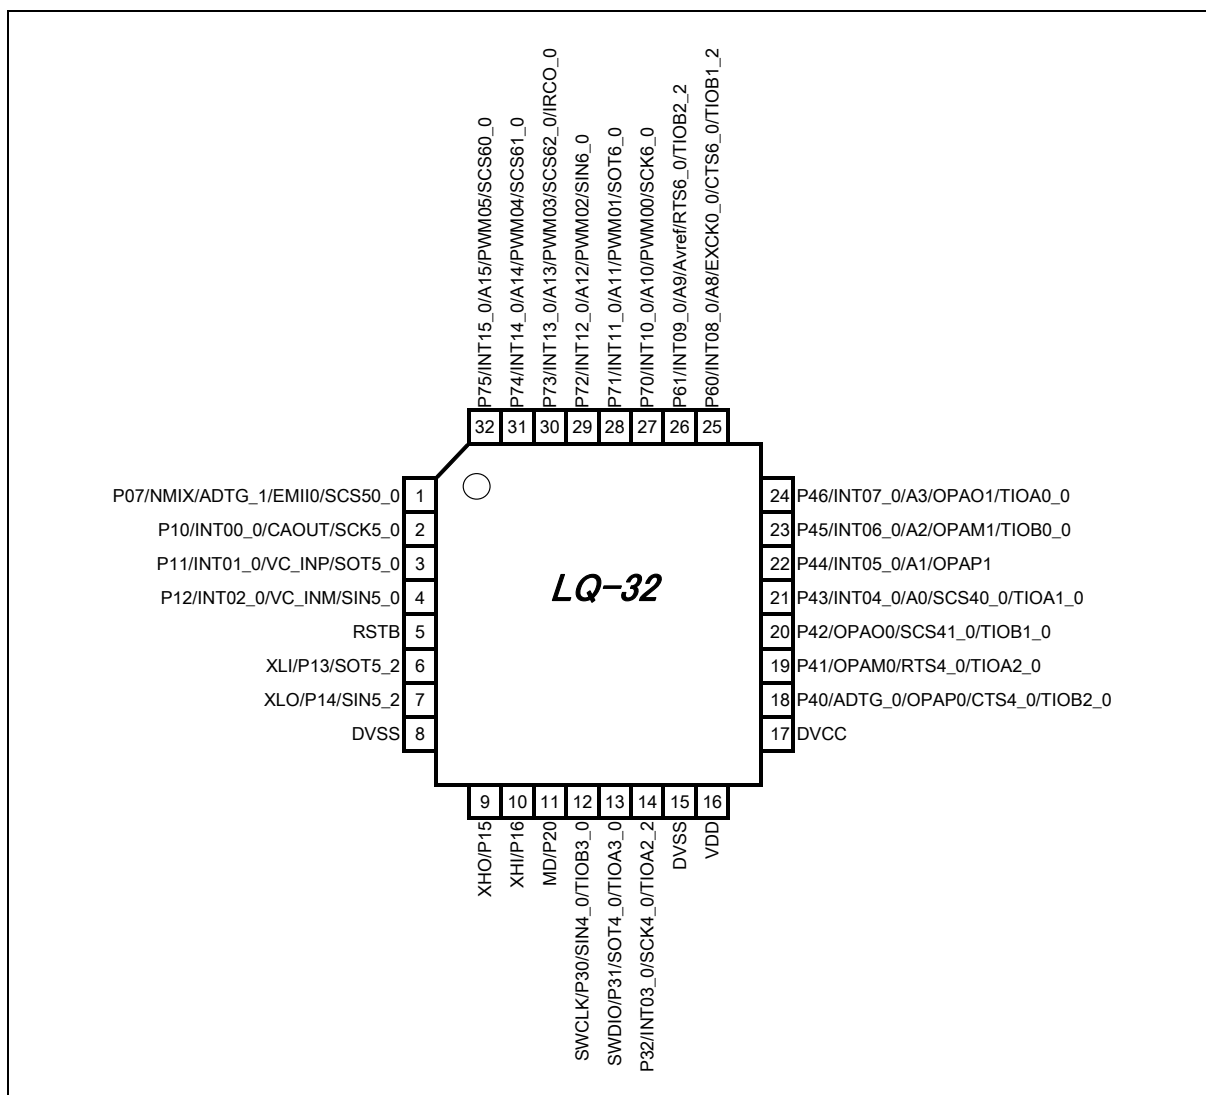 P75/INT15_0/A15/PWM05/SCS60_0
P74/INT14_0/A14/PWM04/SCS61_0
P73/INT13_0/A13/PWM03/SCS62_0/IRCO_0
P72/INT12_0/A12/PWM02/SIN6_0
P71/INT11_0/A11/PWM01/SOT6_0
P70/INT10_0/A10/PWM00/SCK6_0
P61/INT09_0/A9/Avref/RTS6_0/TIOB2_2
P60/INT08_0/A8/EXCK0_0/CTS6_0/TIOB1_2
32 31 30 29 28 27 26 25
P07/NMIX/ADTG_1/EMII0/SCS50_0 1
P10/INT00_0/CAOUT/SCK5_0 2
P11/INT01_0/VC_INP/SOT5_0 3
P12/INT02_0/VC_INM/SIN5_0 4
RSTB 5
XLI/P13/SOT5_2 6
XLO/P14/SIN5_2 7
DVSS 8
LQ-32
24 P46/INT07_0/A3/OPAO1/TIOA0_0
23 P45/INT06_0/A2/OPAM1/TIOB0_0
22 P44/INT05_0/A1/OPAP1
21 P43/INT04_0/A0/SCS40_0/TIOA1_0
20 P42/OPAO0/SCS41_0/TIOB1_0
19 P41/OPAM0/RTS4_0/TIOA2_0
18 P40/ADTG_0/OPAP0/CTS4_0/TIOB2_0
17 DVCC
9 10 11 12 13 14 15 16
XHO/P15
XHI/P16
MD/P20
SWCLK/P30/SIN4_0/TIOB3_0
SWDIO/P31/SOT4_0/TIOA3_0
P32/INT03_0/SCK4_0/TIOA2_2
DVSS
VDD